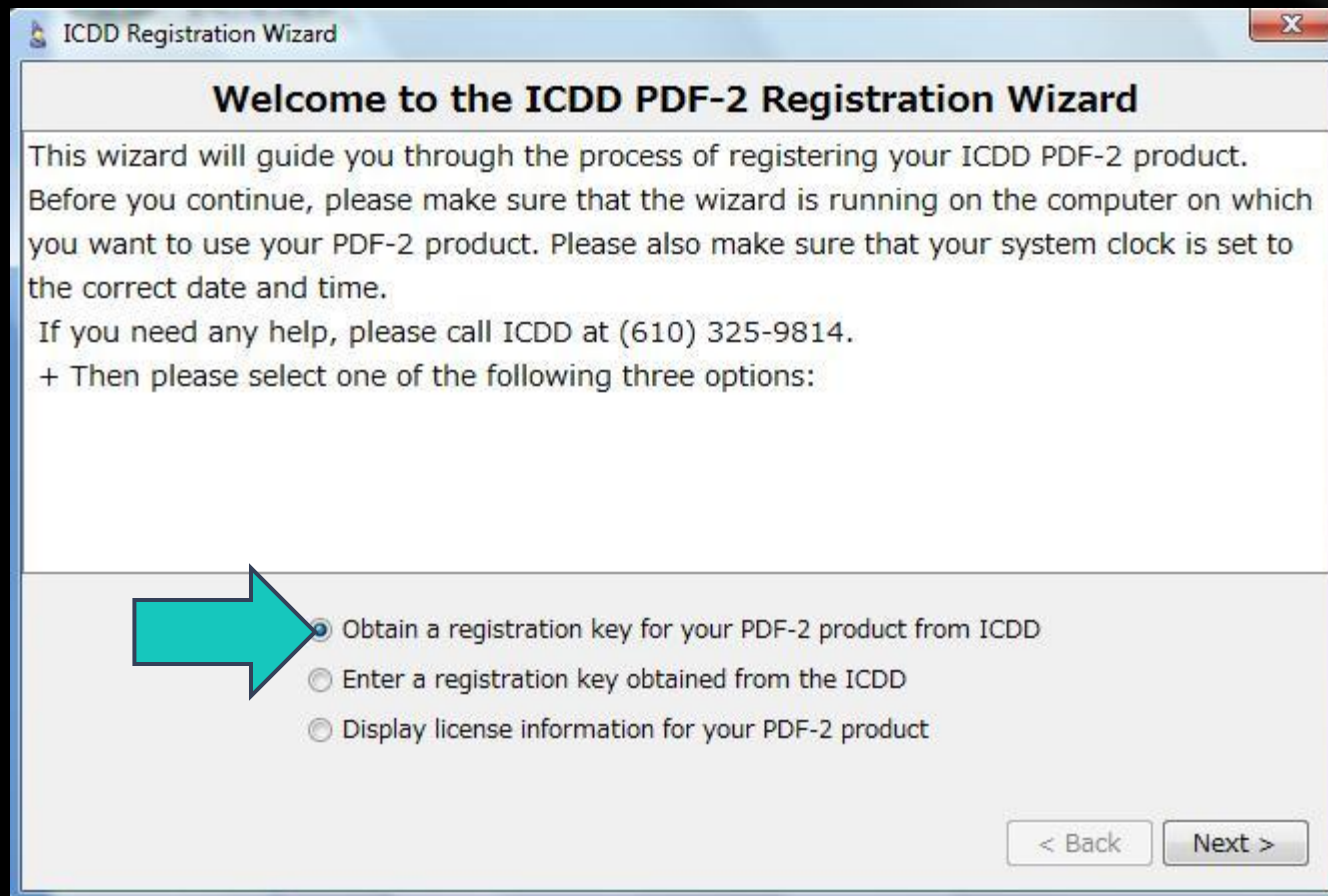 ICDD Registration Wizard
Welcome to the ICDD PDF-2 Registration Wizard
This wizard will guide you through the process of registering your ICDD PDF-2 product.
Before you continue, please make sure that the wizard is running on the computer on which
you want to use your PDF-2 product. Please also make sure that your system clock is set to
the correct date and time.
If you need any help, please call ICDD at (610) 325-9814.
+ Then please select one of the following three options:
Obtain a registration key for your PDF-2 product from ICDD
Enter a registration key obtained from the ICDD
Display license information for your PDF-2 product
< Back Next >